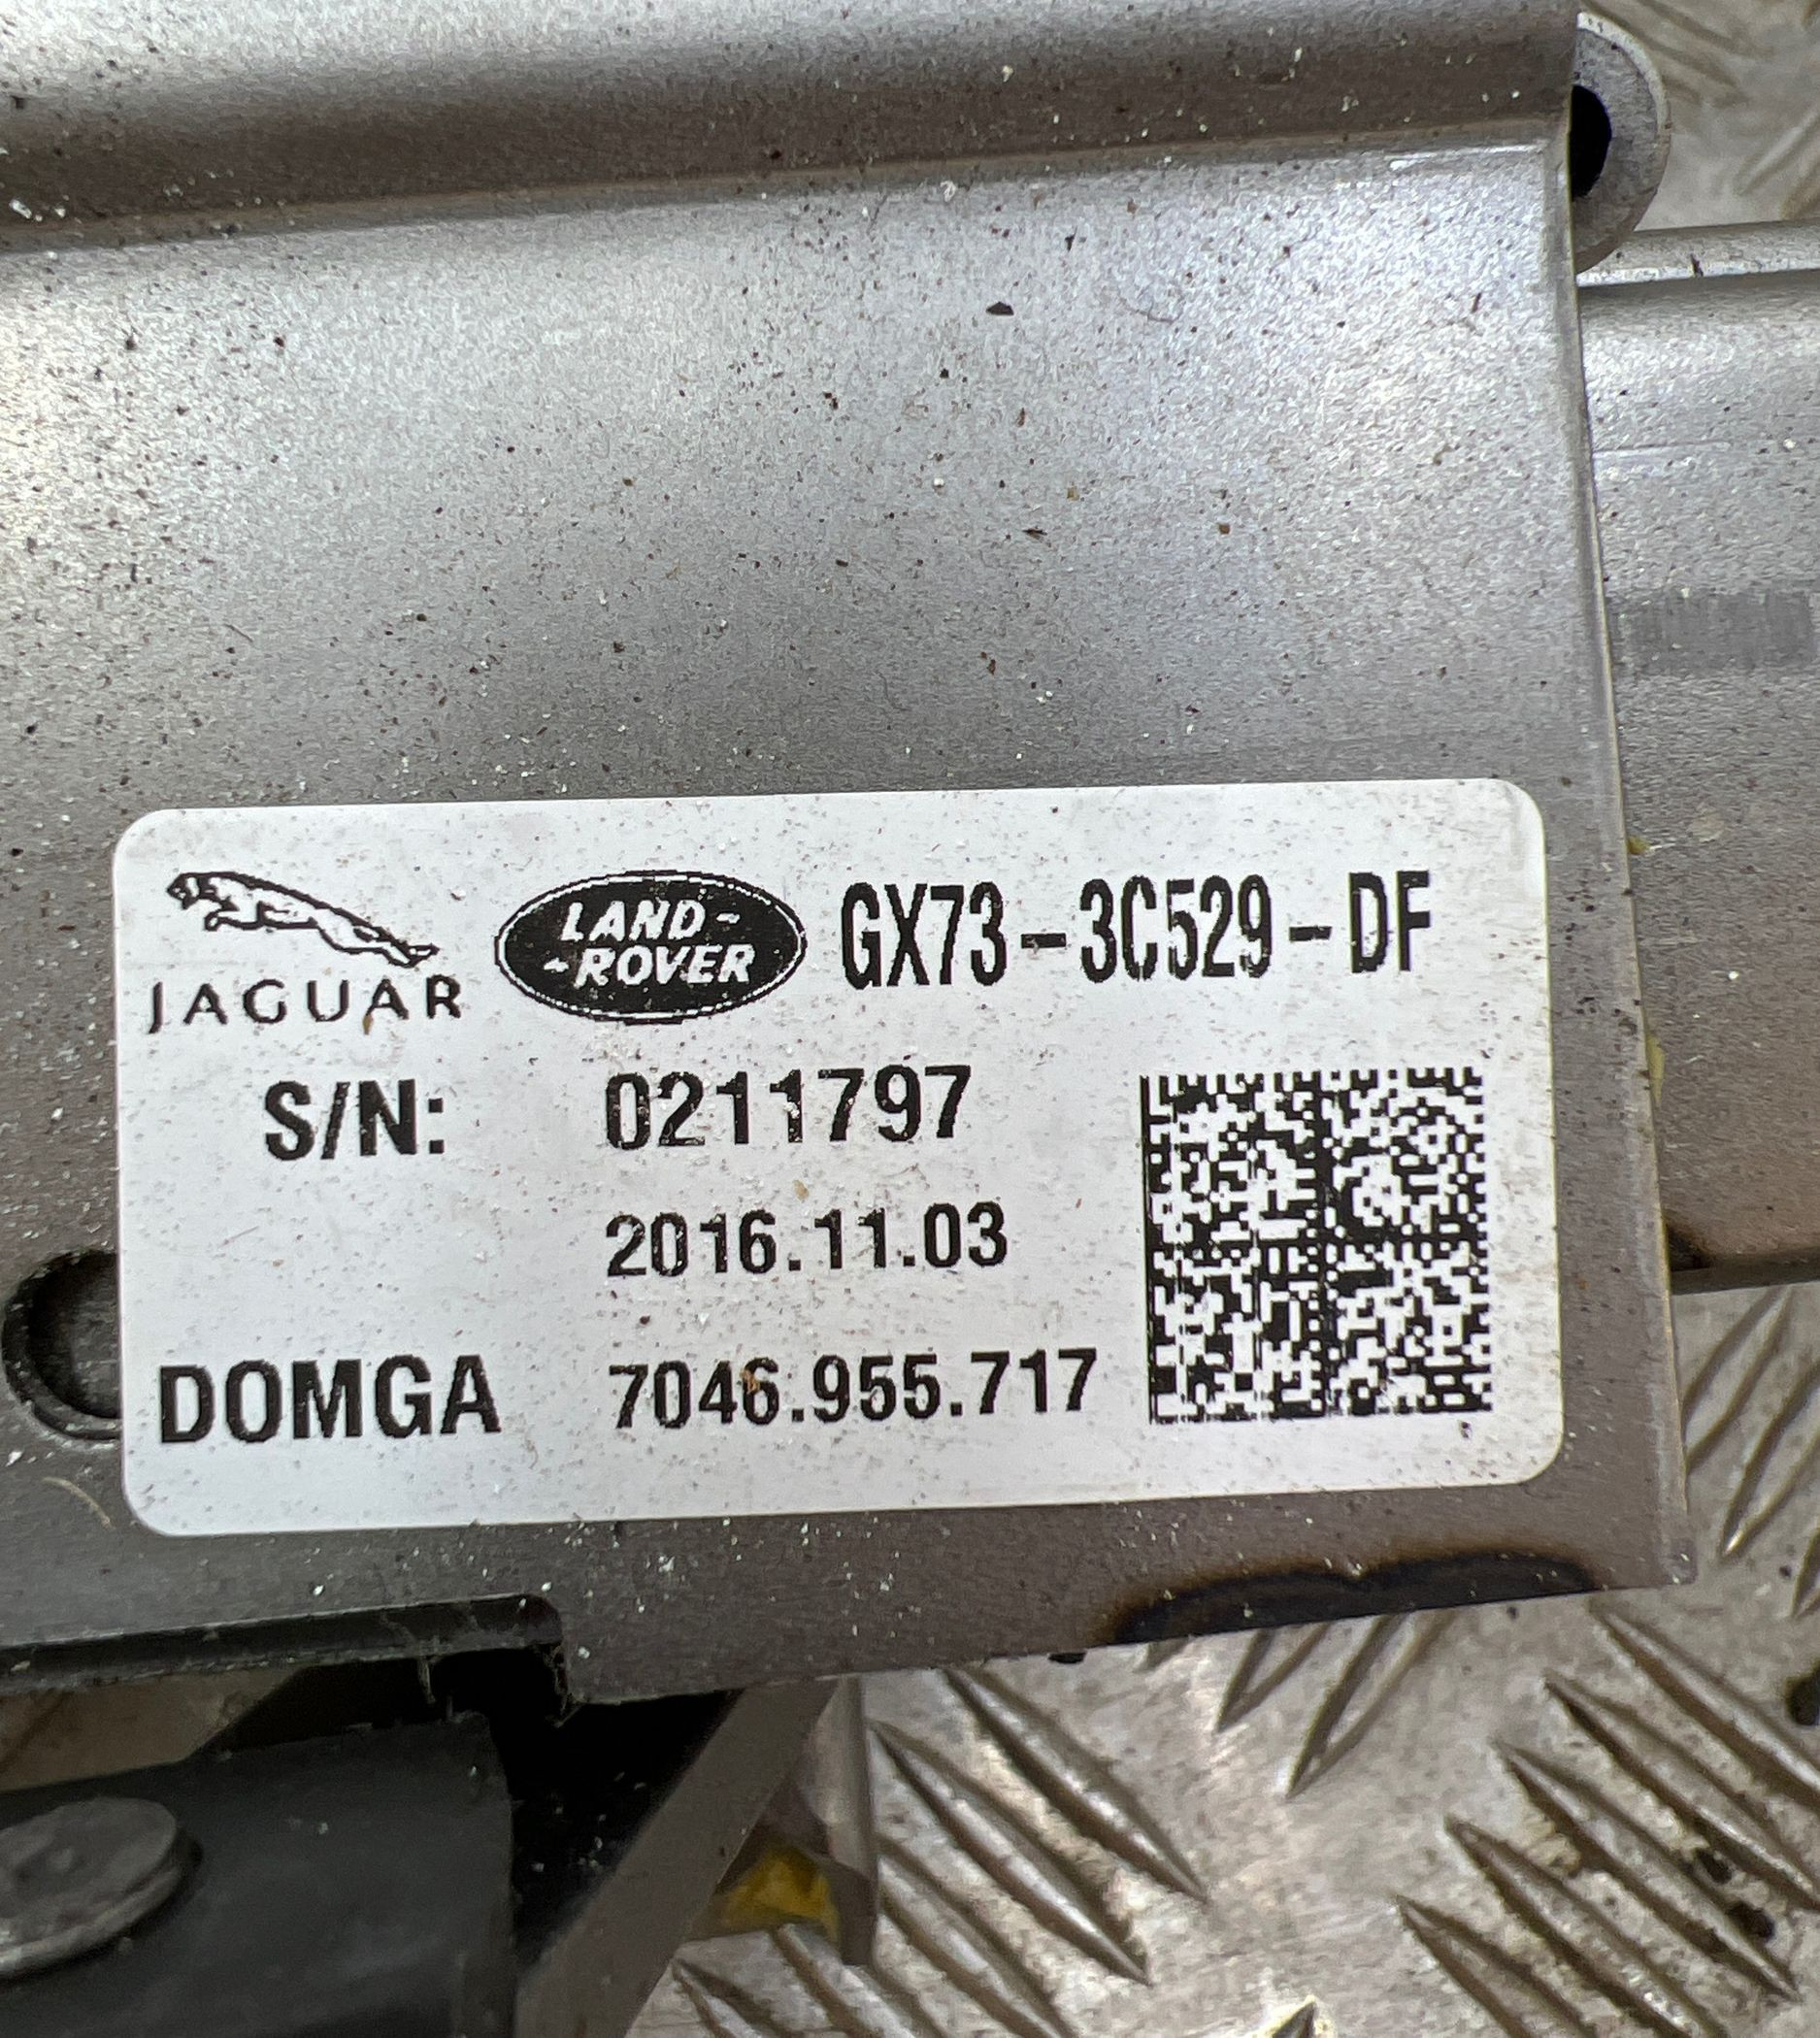 JAGUAR LAND-ROVER GX73-3C529-DF
S/N: 0211797
2016.11.03
DOMGA 7046.955.717